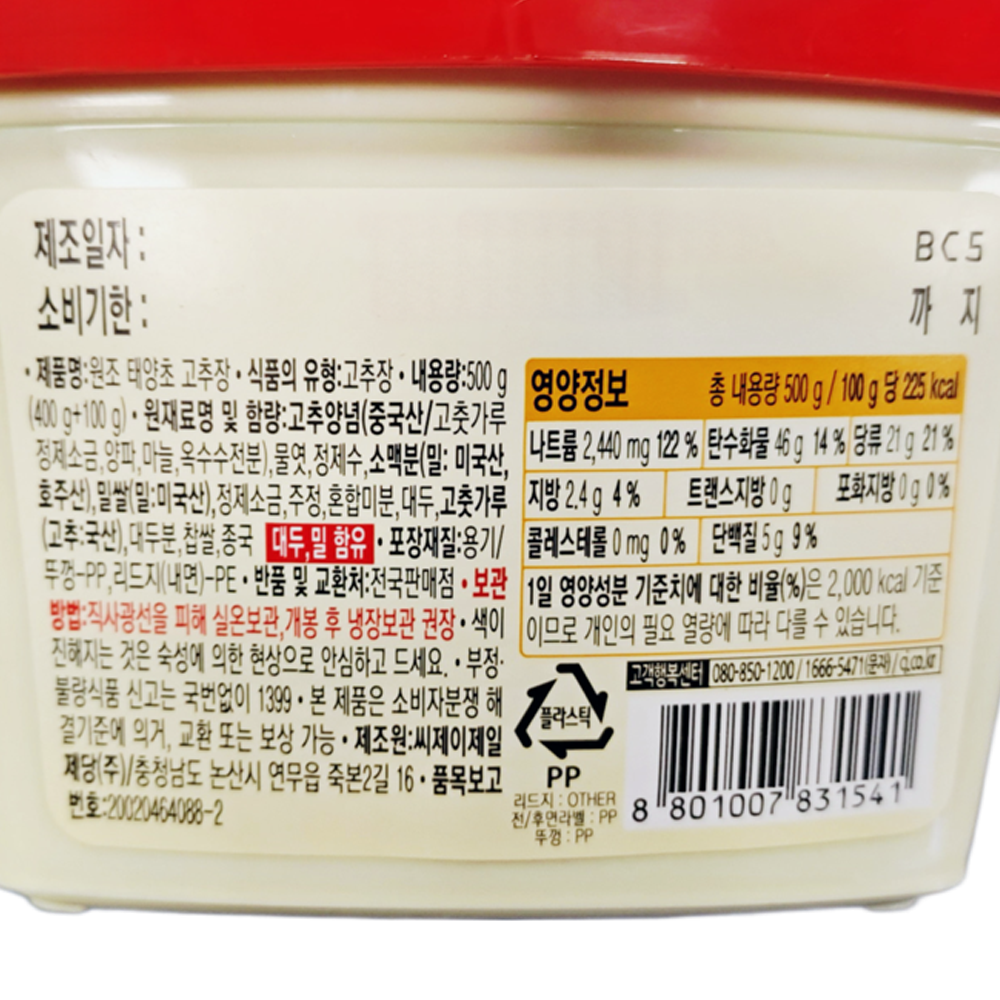 제조일자 :
BC5
소비기한 :
까 지
• 제품명:원조 태양초 고추장 • 식품의 유형:고추장 • 내용량:500 g
(400 g+100 g) • 원재료명 및 함량:고추양념(중국산/고춧가루
정제소금,양파,마늘,옥수수전분),물엿,정제수,소맥분(밀: 미국산,
호주산),밀쌀(밀:미국산),정제소금,주정,혼합미분,대두,고춧가루
(고추:국산),대두분,찹쌀,종국 대두,밀 함유 • 포장재질:용기/
뚜껑-PP,리드지(내면)-PE • 반품 및 교환처:전국판매점 • 보관
방법:직사광선을 피해 실온보관,개봉 후 냉장보관 권장 • 색이
진해지는 것은 숙성에 의한 현상으로 안심하고 드세요. • 부정·
불량식품 신고는 국번없이 1399 • 본 제품은 소비자분쟁 해
결기준에 의거, 교환 또는 보상 가능 • 제조원:씨제이제일
제당(주)/충청남도 논산시 연무읍 죽본2길 16 • 품목보고
번호:20020464088-2
영양정보 총 내용량 500 g / 100 g 당 225 kcal
나트륨 2,440 mg 122 % 탄수화물 46 g 14 % 당류 21 g 21 %
지방 2.4 g 4 % 트랜스지방 0 g 포화지방 0 g 0 %
콜레스테롤 0 mg 0 % 단백질 5 g 9 %
1일 영양성분 기준치에 대한 비율(%)은 2,000 kcal 기준
이므로 개인의 필요 열량에 따라 다를 수 있습니다.
고객행복센터 080-850-1200 / 1666-5471(문자) / cj.co.kr
플라스틱
PP
리드지 : OTHER
전/후면라벨 : PP
뚜껑 : PP
8 801007 831541